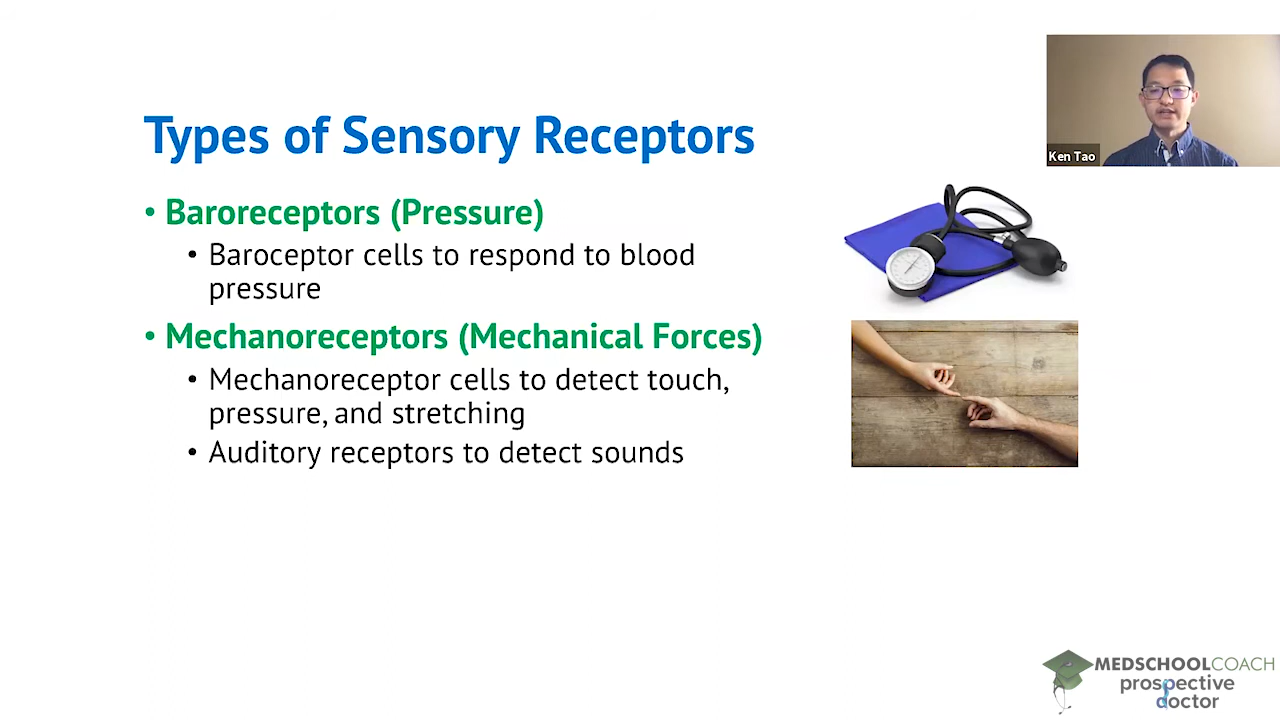 Types of Sensory Receptors
• Baroreceptors (Pressure)
• Baroceptor cells to respond to blood
pressure
• Mechanoreceptors (Mechanical Forces)
• Mechanoreceptor cells to detect touch,
pressure, and stretching
• Auditory receptors to detect sounds
Ken Tao
MEDSCHOOLCOACH
prospective
doctor